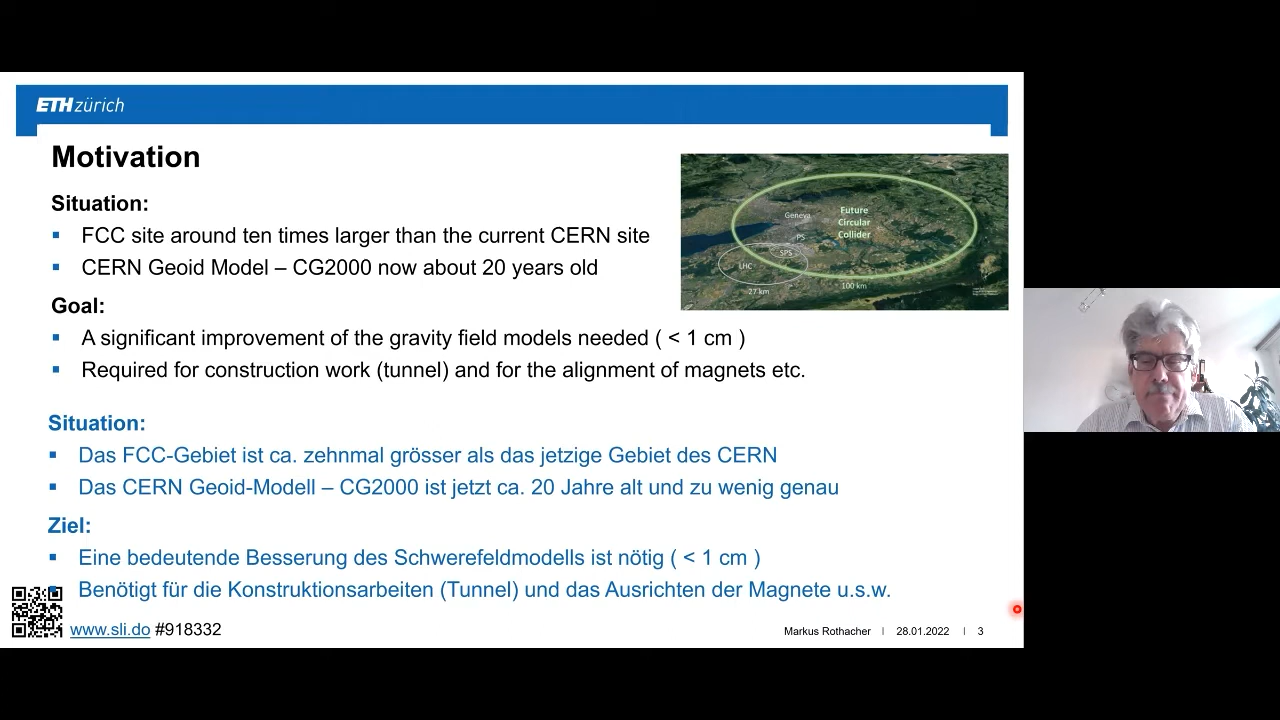 ETH zürich
Motivation
Situation:
▪ FCC site around ten times larger than the current CERN site
▪ CERN Geoid Model – CG2000 now about 20 years old
Goal:
▪ A significant improvement of the gravity field models needed ( < 1 cm )
▪ Required for construction work (tunnel) and for the alignment of magnets etc.
Geneva
PS
SPS
LHC
27 km
Future
Circular
Collider
100 km
Situation:
▪ Das FCC-Gebiet ist ca. zehnmal grösser als das jetzige Gebiet des CERN
▪ Das CERN Geoid-Modell – CG2000 ist jetzt ca. 20 Jahre alt und zu wenig genau
Ziel:
▪ Eine bedeutende Besserung des Schwerefeldmodells ist nötig ( < 1 cm )
▪ Benötigt für die Konstruktionsarbeiten (Tunnel) und das Ausrichten der Magnete u.s.w.
www.sli.do #918332
Markus Rothacher | 28.01.2022 | 3